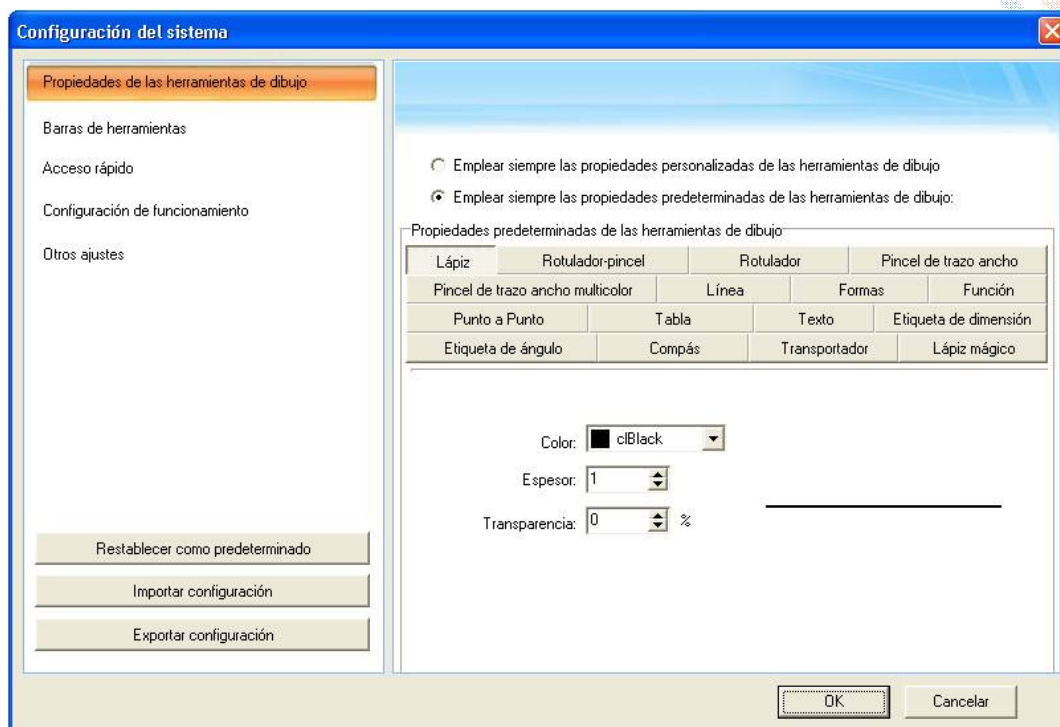 Configuración del sistema
Propiedades de las herramientas de dibujo
Barras de herramientas
Acceso rápido
Configuración de funcionamiento
Otros ajustes
Restablecer como predeterminado
Importar configuración
Exportar configuración
Emplear siempre las propiedades personalizadas de las herramientas de dibujo
Emplear siempre las propiedades predeterminadas de las herramientas de dibujo:
Propiedades predeterminadas de las herramientas de dibujo
Lápiz Rotulador-pincel Rotulador Pincel de trazo ancho
Pincel de trazo ancho multicolor Línea Formas Función
Punto a Punto Tabla Texto Etiqueta de dimensión
Etiqueta de ángulo Compás Transportador Lápiz mágico
Color: clBlack
Espesor: 1
Transparencia: 0 %
OK Cancelar